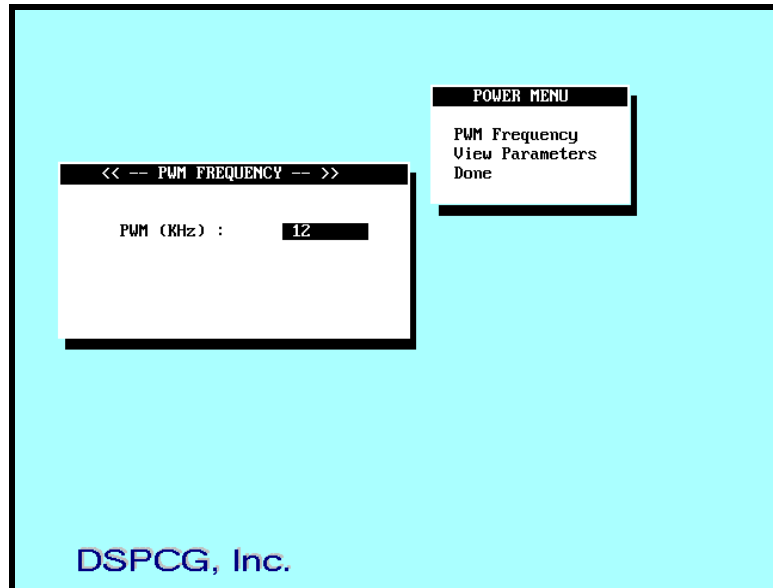 POWER MENU
PWM Frequency
View Parameters
Done
<< -- PWM FREQUENCY -- >>
PWM (KHz) : 12
DSPCG, Inc.